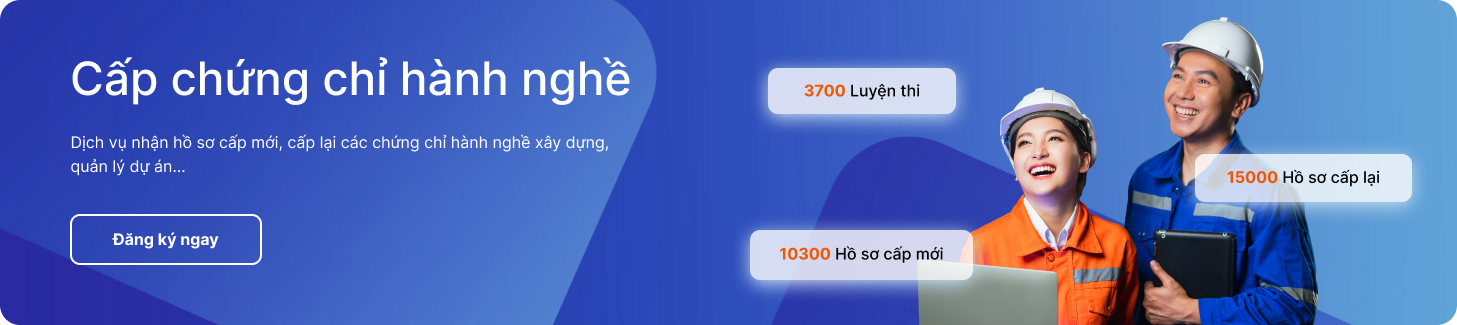 Cấp chứng chỉ hành nghề
Dịch vụ nhận hồ sơ cấp mới, cấp lại các chứng chỉ hành nghề xây dựng,
quản lý dự án...
Đăng ký ngay
3700 Luyện thi
15000 Hồ sơ cấp lại
10300 Hồ sơ cấp mới